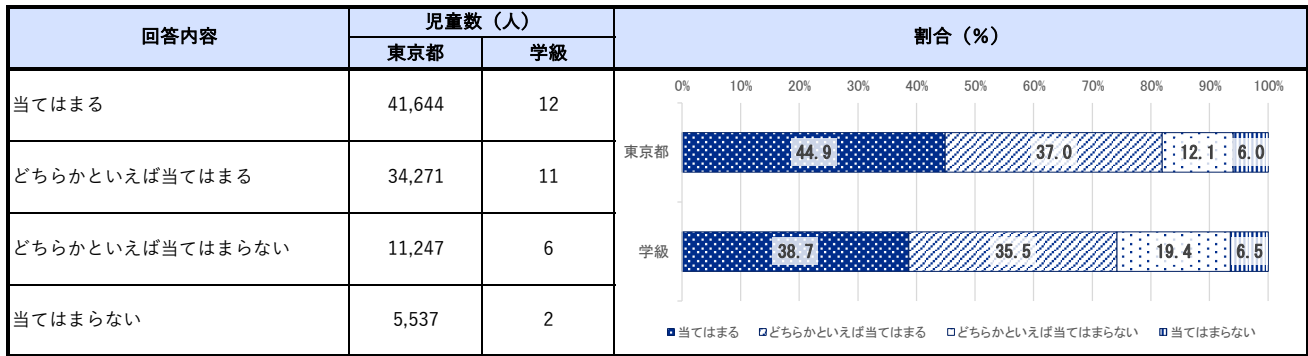 回答内容
児童数（人）
割合（％）
東京都
学級
当てはまる
41,644
12
どちらかといえば当てはまる
34,271
11
どちらかといえば当てはまらない
11,247
6
当てはまらない
5,537
2
0% 10% 20% 30% 40% 50% 60% 70% 80% 90% 100%
東京都 44.9 37.0 12.1 6.0
学級 38.7 35.5 19.4 6.5
当てはまる どちらかといえば当てはまる どちらかといえば当てはまらない 当てはまらない